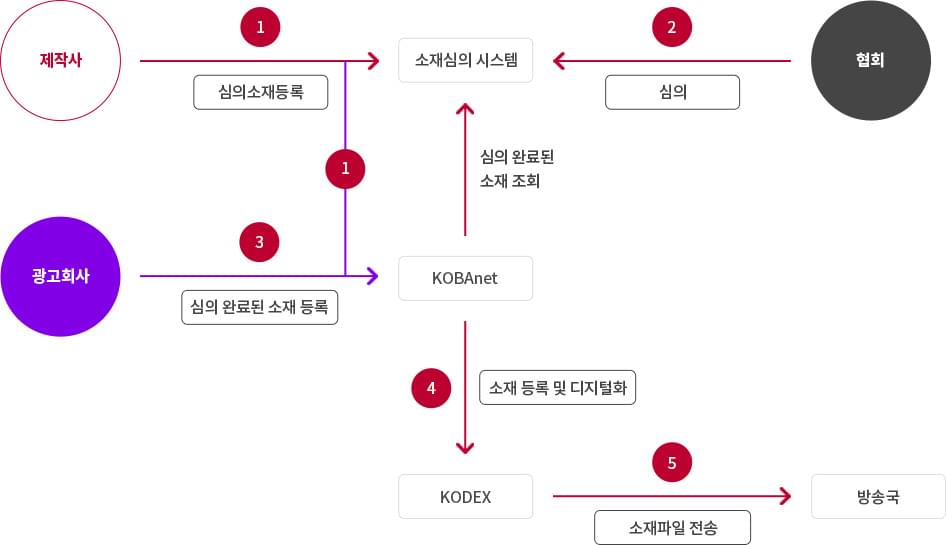 1
2
제작사
소재심의 시스템
협회
심의소재등록
심의
심의 완료된
소재 조회
1
3
광고회사
KOBAnet
심의 완료된 소재 등록
4
소재 등록 및 디지털화
5
KODEX
방송국
소재파일 전송